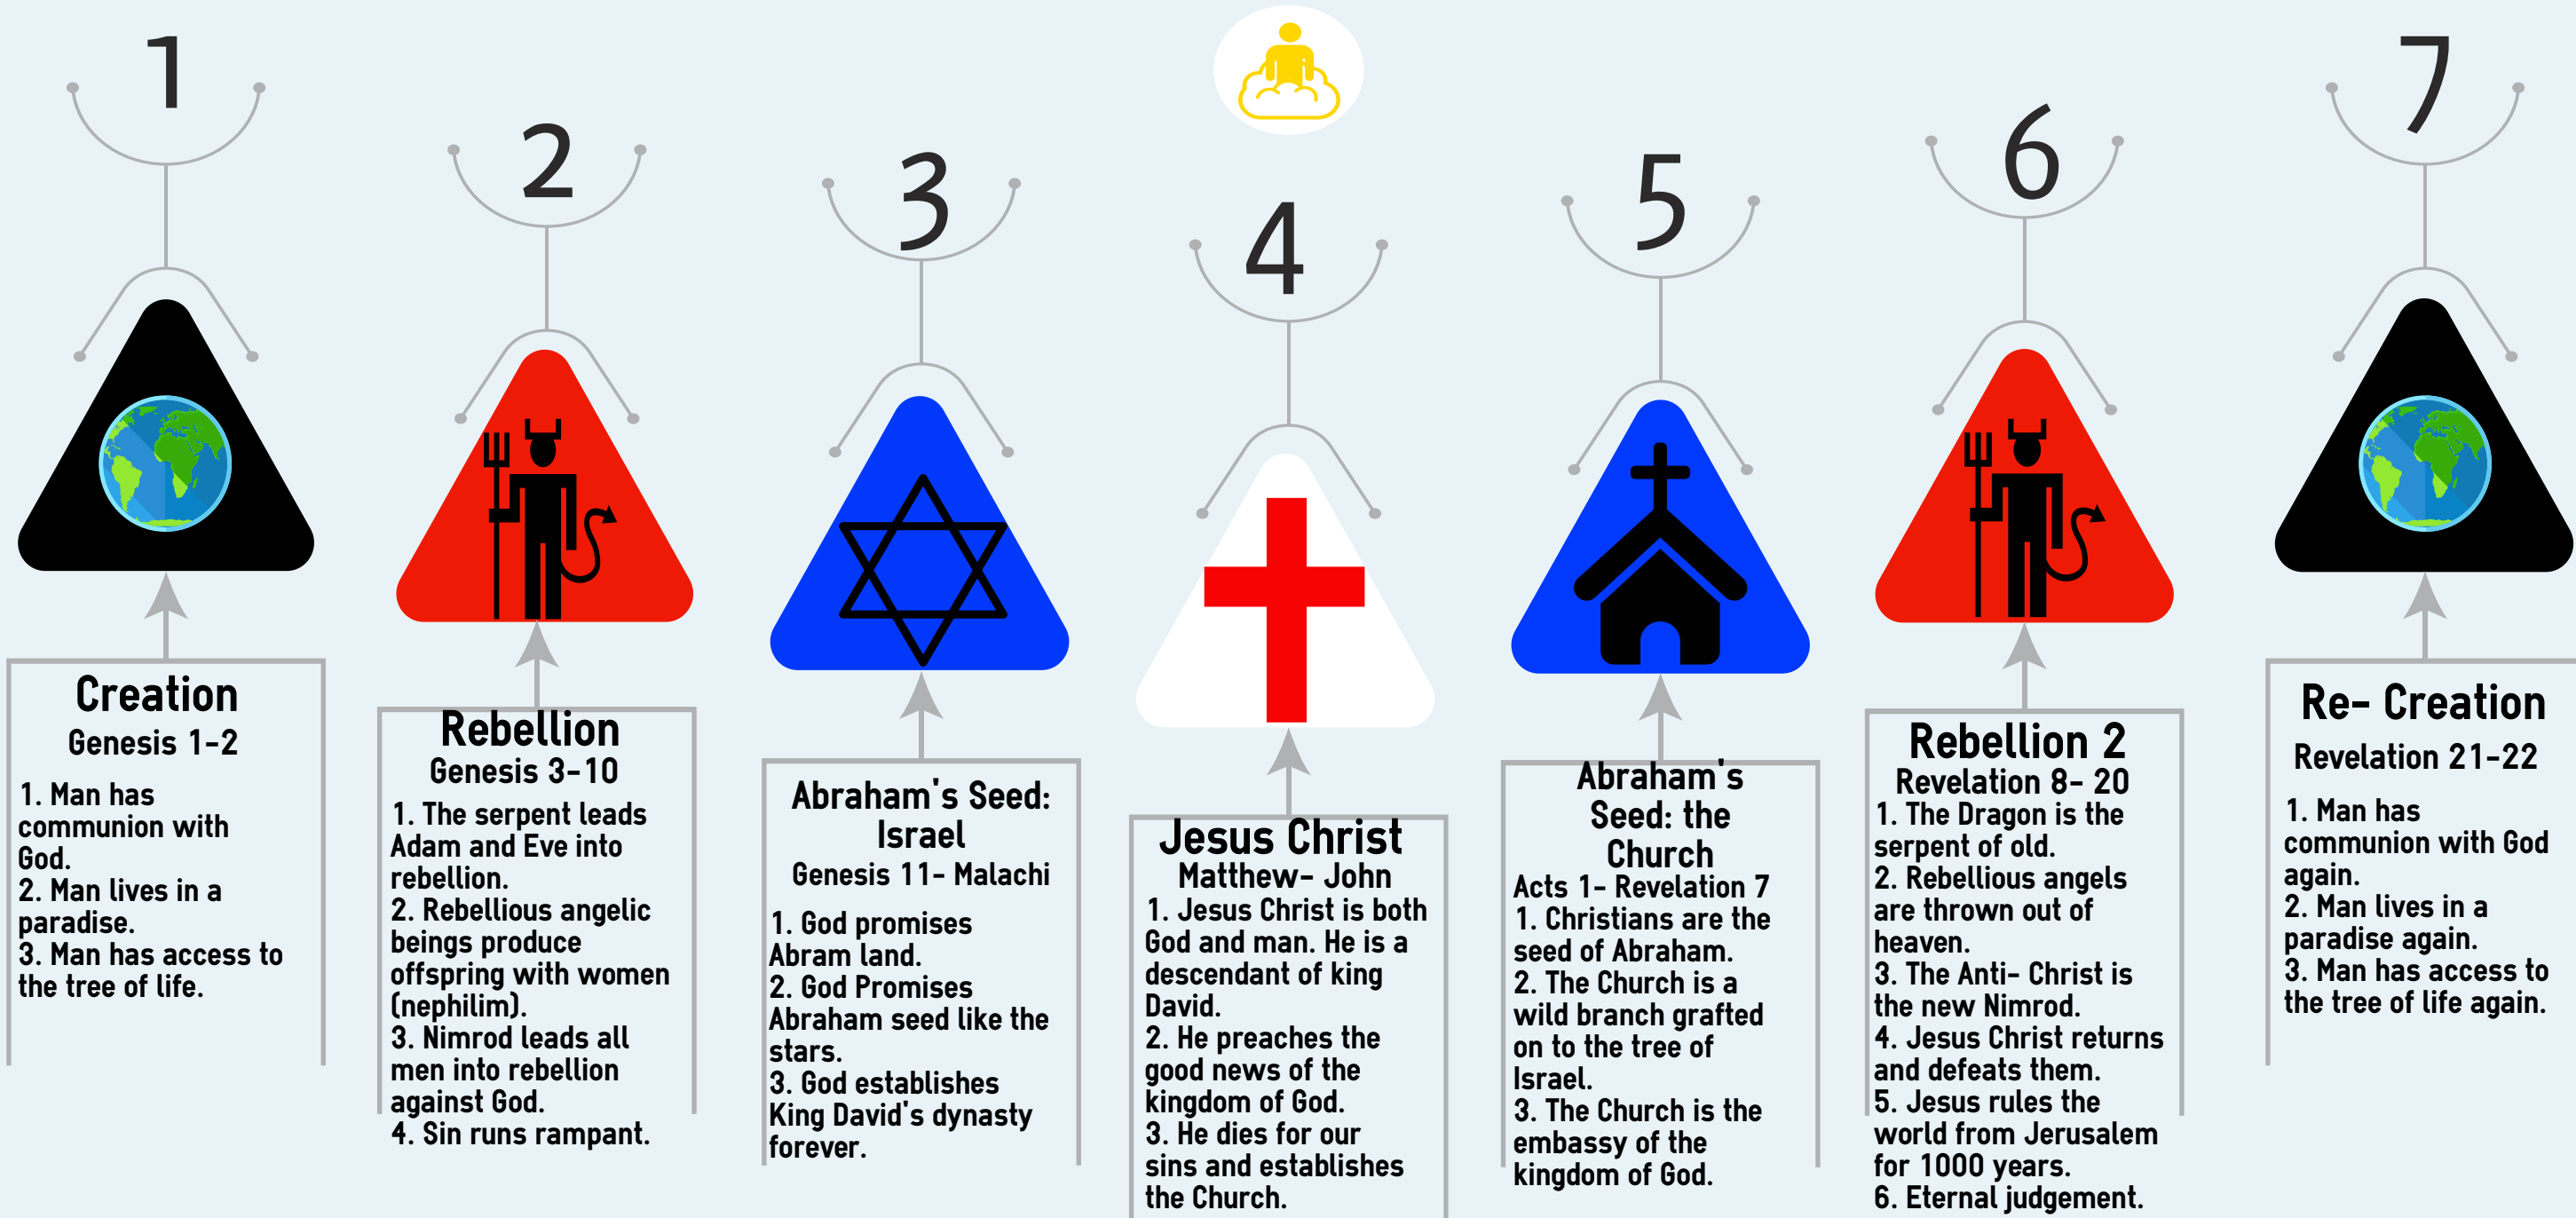 1
Creation
Genesis 1-2
1. Man has
communion with
God.
2. Man lives in a
paradise.
3. Man has access to
the tree of life.
2
Rebellion
Genesis 3-10
1. The serpent leads
Adam and Eve into
rebellion.
2. Rebellious angelic
beings produce
offspring with women
(nephilim).
3. Nimrod leads all
men into rebellion
against God.
4. Sin runs rampant.
3
Abraham's Seed:
Israel
Genesis 11- Malachi
1. God promises
Abram land.
2. God Promises
Abraham seed like the
stars.
3. God establishes
King David's dynasty
forever.
4
Jesus Christ
Matthew- John
1. Jesus Christ is both
God and man. He is a
descendant of king
David.
2. He preaches the
good news of the
kingdom of God.
3. He dies for our
sins and establishes
the Church.
5
Abraham's
Seed: the
Church
Acts 1- Revelation 7
1. Christians are the
seed of Abraham.
2. The Church is a
wild branch grafted
on to the tree of
Israel.
3. The Church is the
embassy of the
kingdom of God.
6
Rebellion 2
Revelation 8- 20
1. The Dragon is the
serpent of old.
2. Rebellious angels
are thrown out of
heaven.
3. The Anti- Christ is
the new Nimrod.
4. Jesus Christ returns
and defeats them.
5. Jesus rules the
world from Jerusalem
for 1000 years.
6. Eternal judgement.
7
Re- Creation
Revelation 21-22
1. Man has
communion with God
again.
2. Man lives in a
paradise again.
3. Man has access to
the tree of life again.